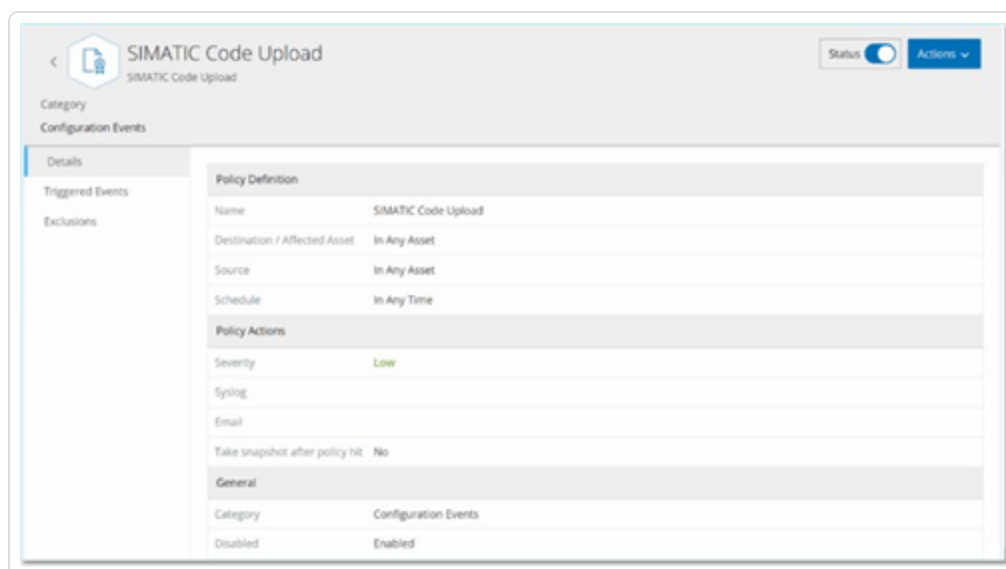 SIMATIC Code Upload
SIMATIC Code Upload
Status
Actions
Category
Configuration Events
Details
Triggered Events
Exclusions
Policy Definition
Name SIMATIC Code Upload
Destination / Affected Asset In Any Asset
Source In Any Asset
Schedule In Any Time
Policy Actions
Severity Low
Syslog
Email
Take snapshot after policy hit No
General
Category Configuration Events
Disabled Enabled